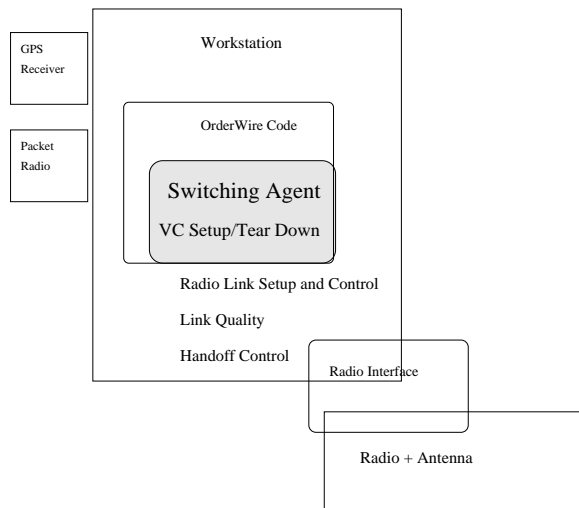 Workstation
GPS
Receiver
OrderWire Code
Packet
Radio
Switching Agent
VC Setup/Tear Down
Radio Link Setup and Control
Link Quality
Handoff Control
Radio Interface
Radio + Antenna